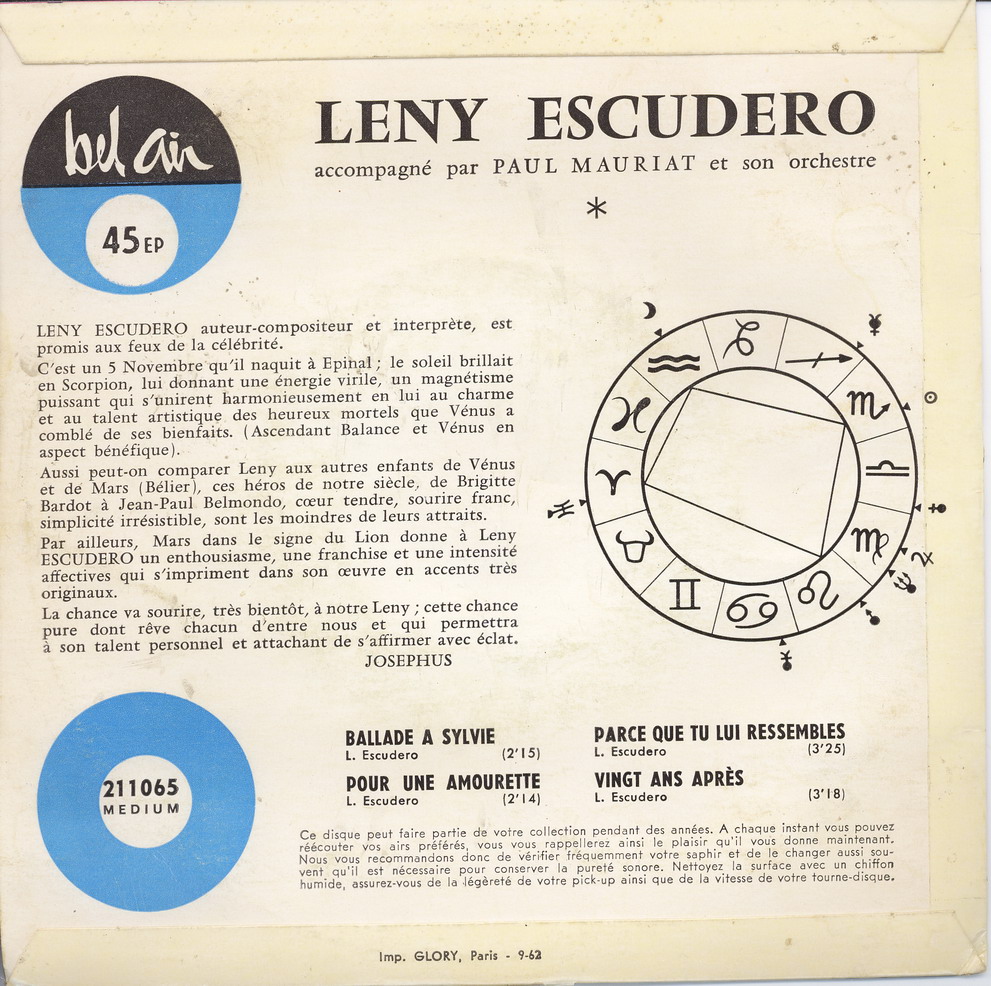 bel air
45 EP
LENY ESCUDERO
accompagné par PAUL MAURIAT et son orchestre
*
LENY ESCUDERO auteur-compositeur et interprète, est
promis aux feux de la célébrité.
C'est un 5 Novembre qu'il naquit à Epinal ; le soleil brillait
en Scorpion, lui donnant une énergie virile, un magnétisme
puissant qui s'unirent harmonieusement en lui au charme
et au talent artistique des heureux mortels que Vénus a
comblé de ses bienfaits. (Ascendant Balance et Vénus en
aspect bénéfique).
Aussi peut-on comparer Leny aux autres enfants de Vénus
et de Mars (Bélier), ces héros de notre siècle, de Brigitte
Bardot à Jean-Paul Belmondo, cœur tendre, sourire franc,
simplicité irrésistible, sont les moindres de leurs attraits.
Par ailleurs, Mars dans le signe du Lion donne à Leny
ESCUDERO un enthousiasme, une franchise et une intensité
affectives qui s'impriment dans son œuvre en accents très
originaux.
La chance va sourire, très bientôt, à notre Leny ; cette chance
pure dont rêve chacun d'entre nous et qui permettra
à son talent personnel et attachant de s'affirmer avec éclat.
JOSEPHUS
211065
MEDIUM
BALLADE A SYLVIE
L. Escudero (2'15)
POUR UNE AMOURETTE
L. Escudero (2'14)
PARCE QUE TU LUI RESSEMBLES
L. Escudero (3'25)
VINGT ANS APRÈS
L. Escudero (3'18)
Ce disque peut faire partie de votre collection pendant des années. A chaque instant vous pouvez
réécouter vos airs préférés, vous vous rappellerez ainsi le plaisir qu'il vous donne maintenant.
Nous vous recommandons donc de vérifier fréquemment votre saphir et de le changer aussi sou-
vent qu'il est nécessaire pour conserver la pureté sonore. Nettoyez la surface avec un chiffon
humide, assurez-vous de la légèreté de votre pick-up ainsi que de la vitesse de votre tourne-disque.
Imp. GLORY, Paris - 9-62